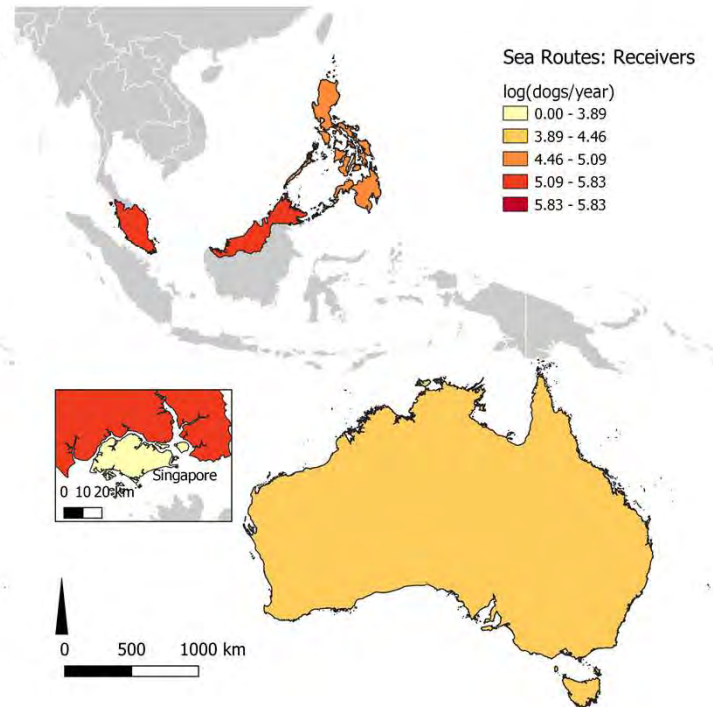 Sea Routes: Receivers
log(dogs/year)
0.00 - 3.89
3.89 - 4.46
4.46 - 5.09
5.09 - 5.83
5.83 - 5.83
Singapore
0 10 20 km
0 500 1000 km